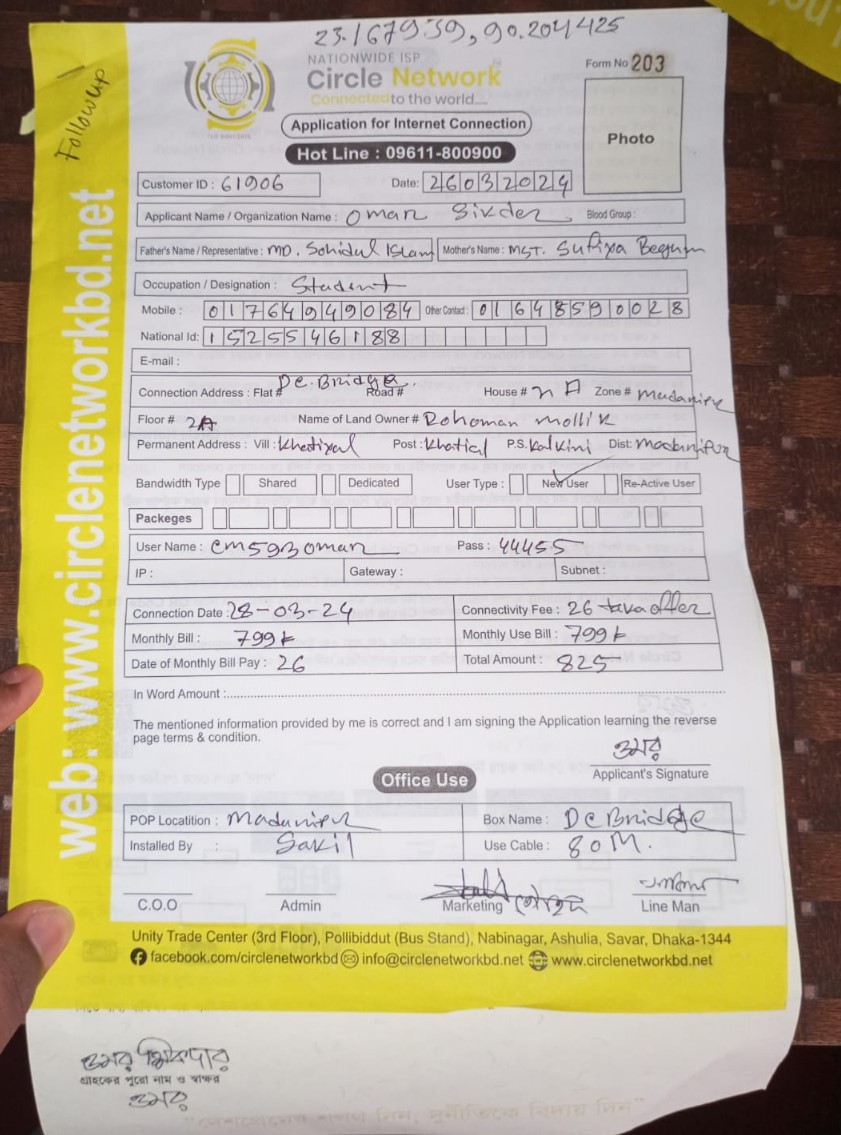 23.167939, 90.204425
NATIONWIDE ISP
Circle Network
Connected to the world....
Form No 203
Followup
Application for Internet Connection
Photo
Hot Line : 09611-800900
web: www.circlenetworkbd.net
Customer ID : 61906 Date: 26032024
Applicant Name / Organization Name : Omar Sikder Blood Group :
Father's Name / Representative : MD. Sohidul Islam Mother's Name : MST. Sufiya Begum
Occupation / Designation : Student
Mobile : 01764949084 Other Contact : 01648590028
National Id: 1525546188
E-mail :
Connection Address : Flat # DC. Bridge. Road # House # n A Zone # Madaripur
Floor # 2A Name of Land Owner # Rohoman mollik
Permanent Address : Vill : Khatiyal Post : Khatial P.S. Kalkini Dist: Madaripur
Bandwidth Type Shared Dedicated User Type : New User Re-Active User
Packeges
User Name : cm593omar Pass : 44455
IP : Gateway : Subnet :
Connection Date : 28-03-24 Connectivity Fee : 26 taka offer
Monthly Bill : 799 Monthly Use Bill : 799
Date of Monthly Bill Pay : 26 Total Amount : 825
In Word Amount :
The mentioned information provided by me is correct and I am signing the Application learning the reverse
page terms & condition.
ওমর
Applicant's Signature
Office Use
POP Locatition : Madaripur Box Name : DC Bridge
Installed By : Sakil Use Cable : 80 M.
C.O.O Admin Marketing Line Man
Unity Trade Center (3rd Floor), Pollibiddut (Bus Stand), Nabinagar, Ashulia, Savar, Dhaka-1344
facebook.com/circlenetworkbd info@circlenetworkbd.net www.circlenetworkbd.net
ওমর সিকদার
গ্রাহকের পুরো নাম ও স্বাক্ষর
ওমর